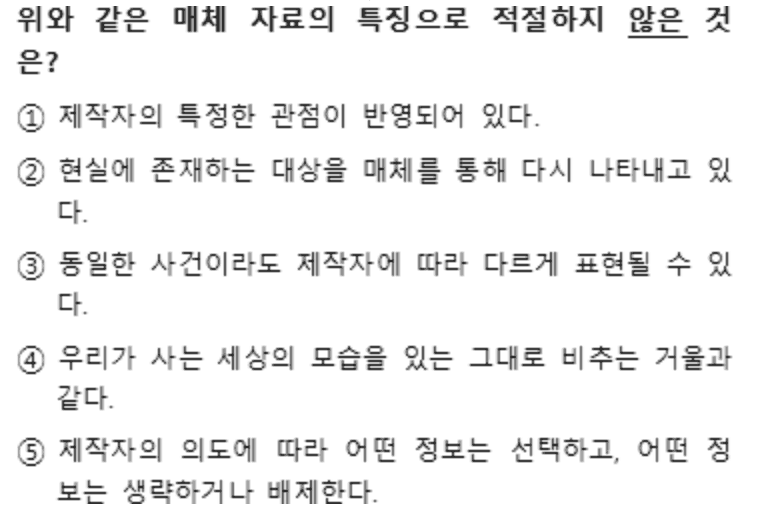 위와 같은 매체 자료의 특징으로 적절하지 않은 것
은?
① 제작자의 특정한 관점이 반영되어 있다.
② 현실에 존재하는 대상을 매체를 통해 다시 나타내고 있
다.
③ 동일한 사건이라도 제작자에 따라 다르게 표현될 수 있
다.
④ 우리가 사는 세상의 모습을 있는 그대로 비추는 거울과
같다.
⑤ 제작자의 의도에 따라 어떤 정보는 선택하고, 어떤 정
보는 생략하거나 배제한다.